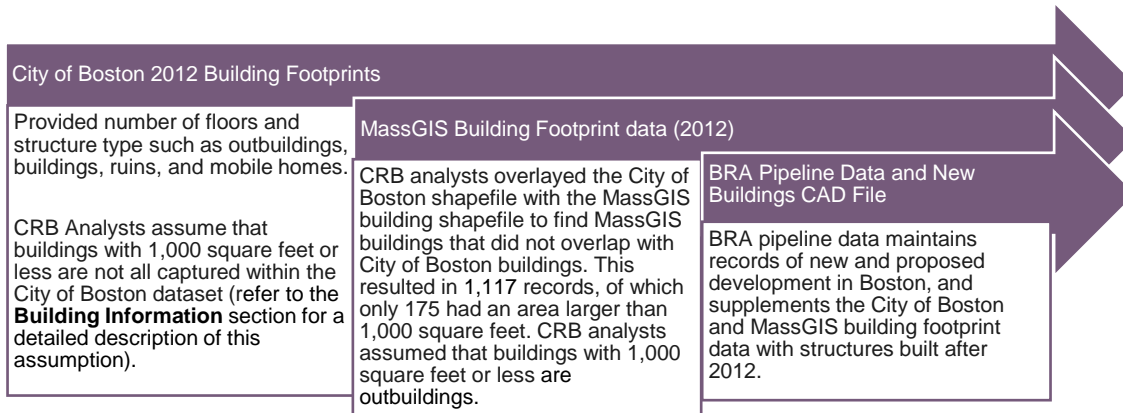 City of Boston 2012 Building Footprints
Provided number of floors and
structure type such as outbuildings,
buildings, ruins, and mobile homes.
CRB Analysts assume that
buildings with 1,000 square feet or
less are not all captured within the
City of Boston dataset (refer to the
Building Information section for a
detailed description of this
assumption).
MassGIS Building Footprint data (2012)
CRB analysts overlayed the City of
Boston shapefile with the MassGIS
building shapefile to find MassGIS
buildings that did not overlap with
City of Boston buildings. This
resulted in 1,117 records, of which
only 175 had an area larger than
1,000 square feet. CRB analysts
assumed that buildings with 1,000
square feet or less are
outbuildings.
BRA Pipeline Data and New
Buildings CAD File
BRA pipeline data maintains
records of new and proposed
development in Boston, and
supplements the City of Boston
and MassGIS building footprint
data with structures built after
2012.